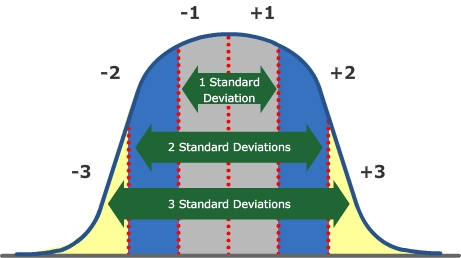 -1 +1
-2 +2
1 Standard
Deviation
2 Standard Deviations
-3 +3
3 Standard Deviations